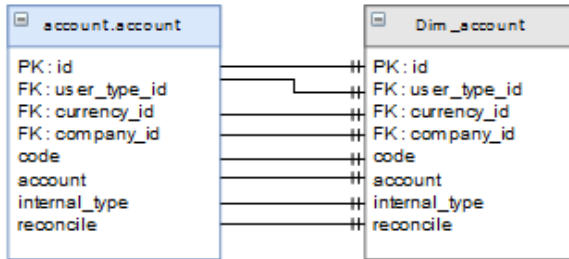 account.account
PK : id
FK : user_type_id
FK : currency_id
FK : company_id
code
account
internal_type
reconcile
Dim_account
PK : id
FK : user_type_id
FK : currency_id
FK : company_id
code
account
internal_type
reconcile